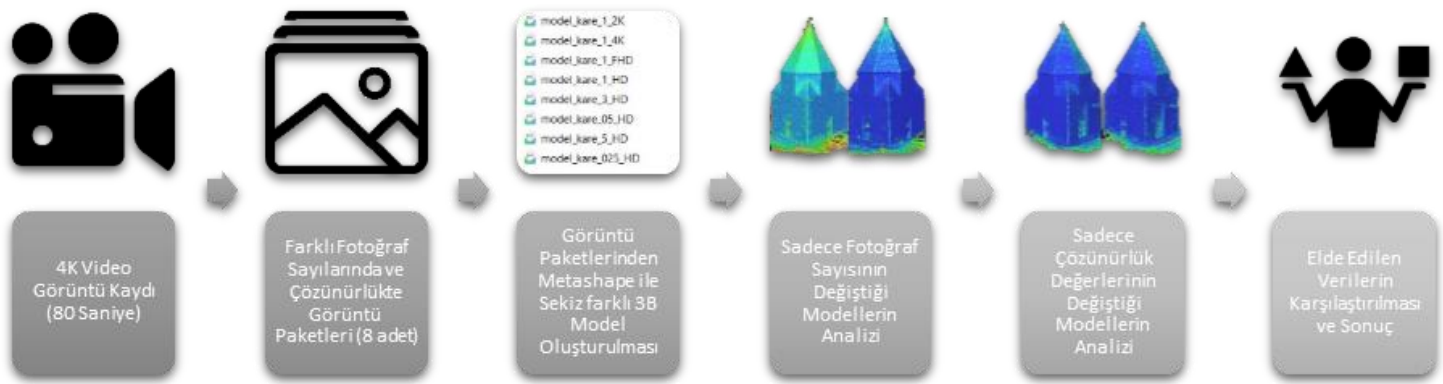 model_kare_1_2K
model_kare_1_4K
model_kare_1_FHD
model_kare_1_HD
model_kare_3_HD
model_kare_05_HD
model_kare_5_HD
model_kare_025_HD
4K Video
Görüntü Kaydı
(80 Saniye)
Farklı Fotoğraf
Sayılarında ve
Çözünürlükte
Görüntü
Paketleri (8 adet)
Görüntü
Paketlerinden
Metashape ile
Sekiz farklı 3B
Model
Oluşturulması
Sadece Fotoğraf
Sayısının
Değiştiği
Modellerin
Analizi
Sadece
Çözünürlük
Değerlerinin
Değiştiği
Modellerin
Analizi
Elde Edilen
Verilerin
Karşılaştırılması
ve Sonuç